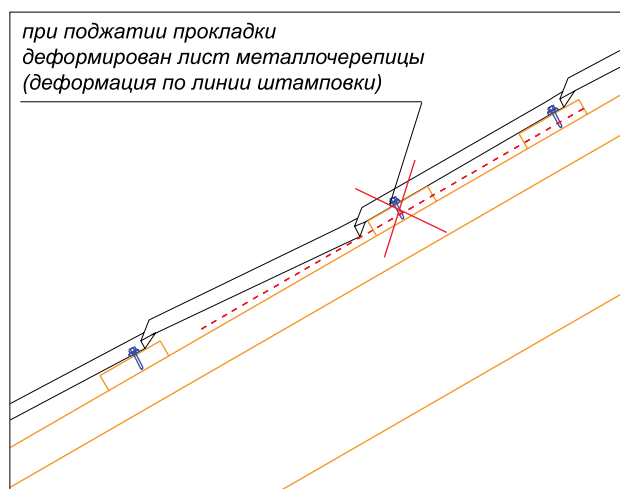 при поджатии прокладки
деформирован лист металлочерепицы
(деформация по линии штамповки)